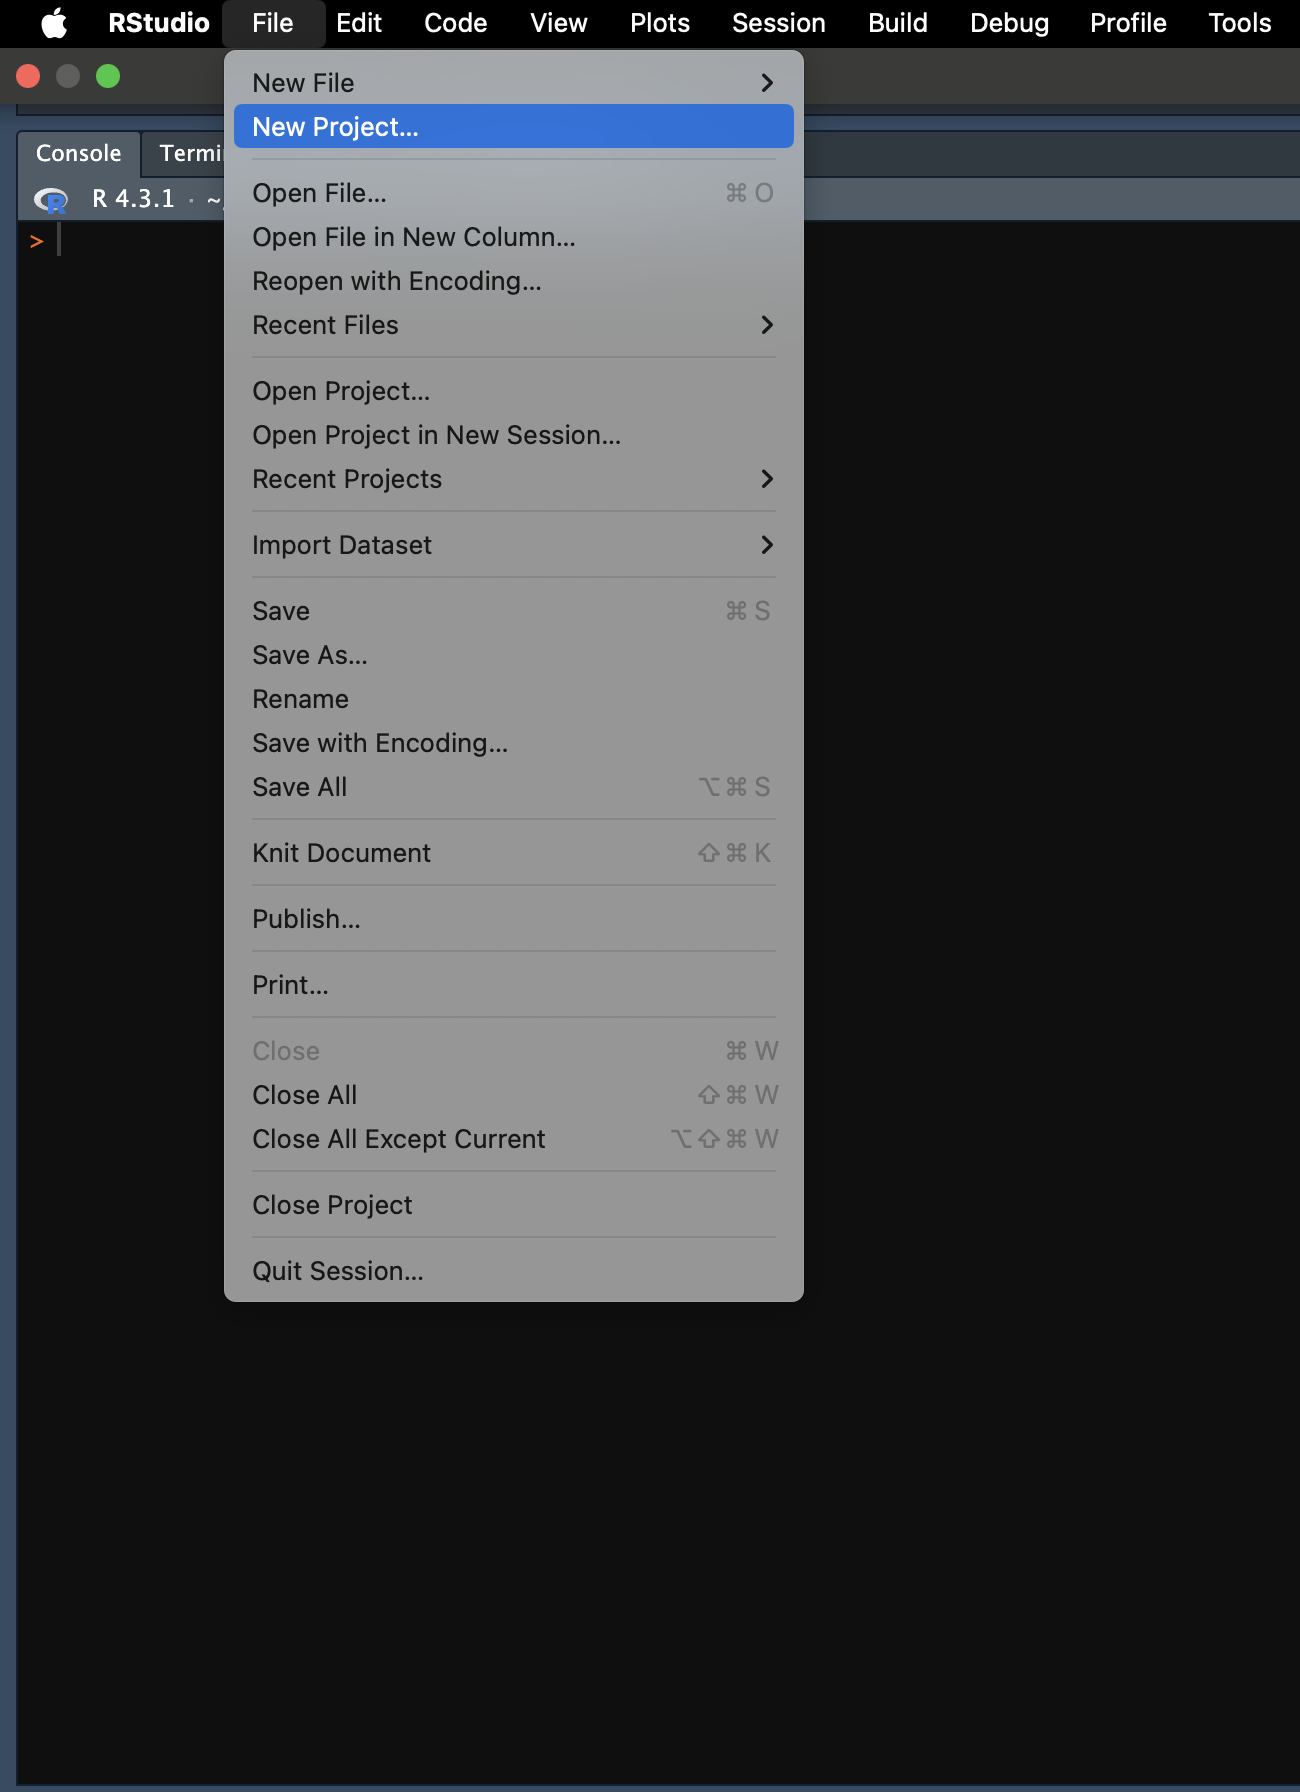 RStudio File Edit Code View Plots Session Build Debug Profile Tools
New File
New Project...
Console
R 4.3.1 · ~
>
Open File... ⌘ O
Open File in New Column...
Reopen with Encoding...
Recent Files
Open Project...
Open Project in New Session...
Recent Projects
Import Dataset
Save ⌘ S
Save As...
Rename
Save with Encoding...
Save All ⌥ ⌘ S
Knit Document ⇧ ⌘ K
Publish...
Print...
Close ⌘ W
Close All ⇧ ⌘ W
Close All Except Current ⌥ ⇧ ⌘ W
Close Project
Quit Session...